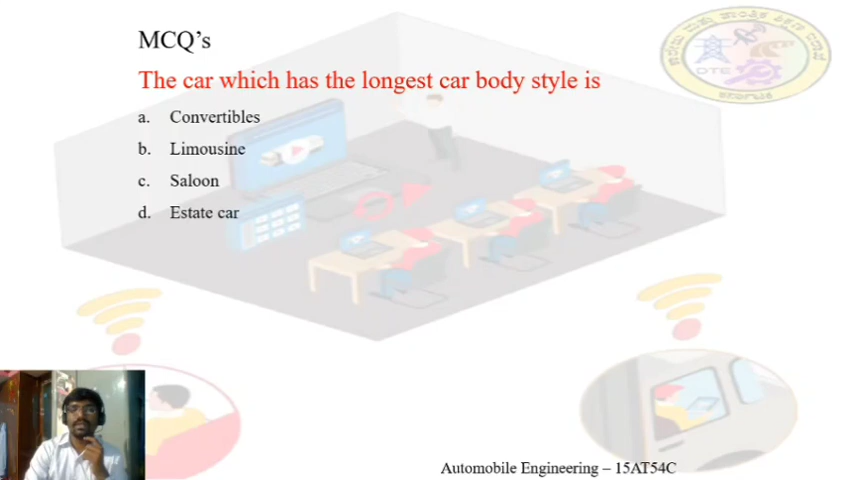 MCQ’s
The car which has the longest car body style is
a. Convertibles
b. Limousine
c. Saloon
d. Estate car
DTE
Automobile Engineering – 15AT54C